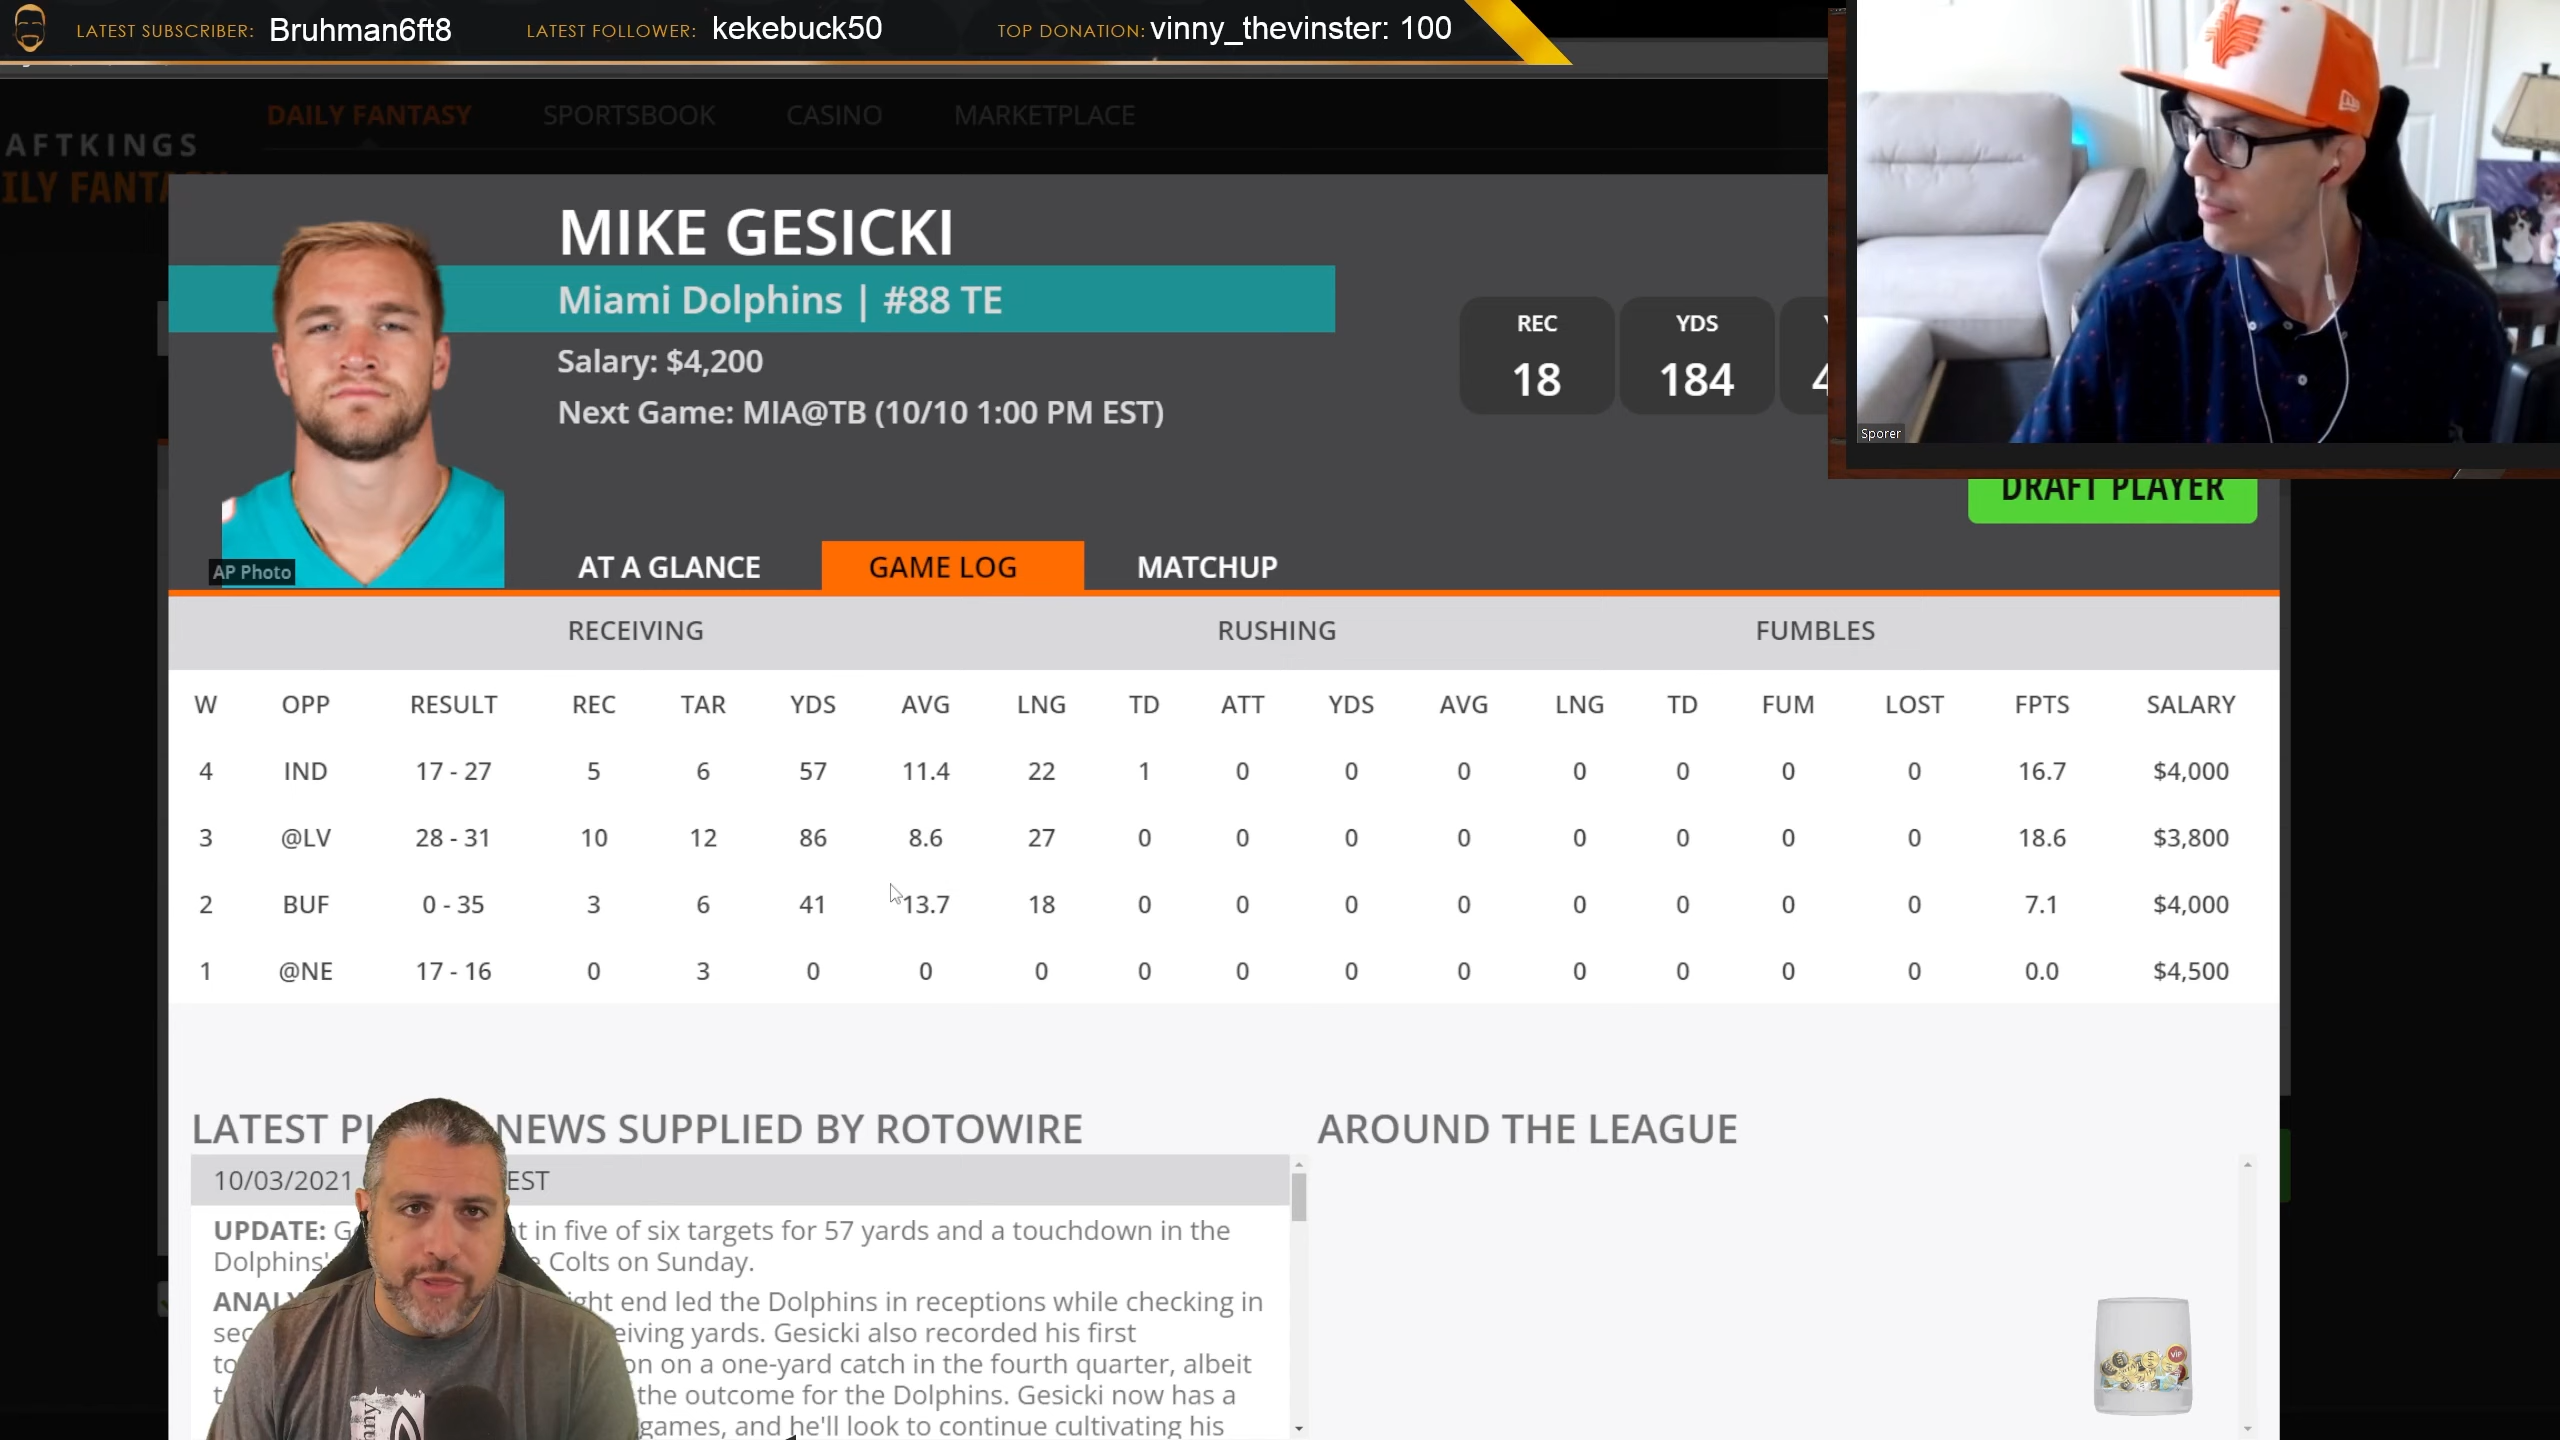 LATEST SUBSCRIBER: Bruhman6ft8 LATEST FOLLOWER: kekebuck50 TOP DONATION: vinny_thevinster: 100
DAILY FANTASY SPORTSBOOK CASINO MARKETPLACE
AFTKINGS
ILY FANTA
MIKE GESICKI
Miami Dolphins | #88 TE
Salary: $4,200
Next Game: MIA@TB (10/10 1:00 PM EST)
REC YDS
18 184 4
Sporer
DRAFT PLAYER
AP Photo
AT A GLANCE GAME LOG MATCHUP
RECEIVING RUSHING FUMBLES
W OPP RESULT REC TAR YDS AVG LNG TD ATT YDS AVG LNG TD FUM LOST FPTS SALARY
4 IND 17 - 27 5 6 57 11.4 22 1 0 0 0 0 0 0 0 16.7 $4,000
3 @LV 28 - 31 10 12 86 8.6 27 0 0 0 0 0 0 0 0 18.6 $3,800
2 BUF 0 - 35 3 6 41 13.7 18 0 0 0 0 0 0 0 0 7.1 $4,000
1 @NE 17 - 16 0 3 0 0 0 0 0 0 0 0 0 0 0 0.0 $4,500
LATEST PL NEWS SUPPLIED BY ROTOWIRE
AROUND THE LEAGUE
10/03/2021 EST
UPDATE: G t in five of six targets for 57 yards and a touchdown in the
Dolphins' Colts on Sunday.
ANAL ght end led the Dolphins in receptions while checking in
sec eiving yards. Gesicki also recorded his first
to on on a one-yard catch in the fourth quarter, albeit
the outcome for the Dolphins. Gesicki now has a
games, and he'll look to continue cultivating his
VIP